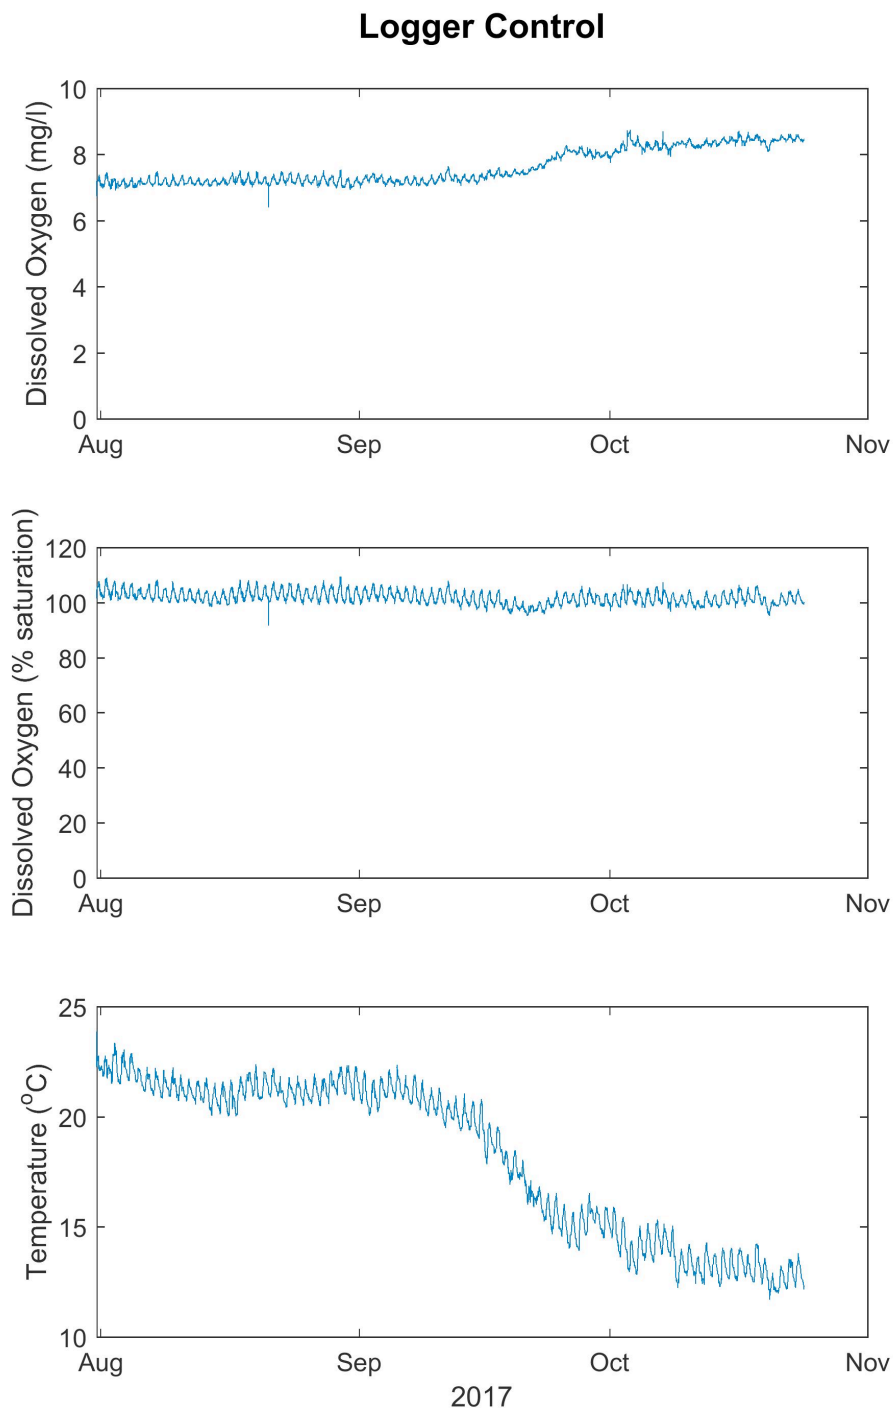 Logger Control
Dissolved Oxygen (mg/l)
10
8
6
4
2
0
Aug Sep Oct Nov
Dissolved Oxygen (% saturation)
120
100
80
60
40
20
0
Aug Sep Oct Nov
Temperature (°C)
25
20
15
10
Aug Sep Oct Nov
2017